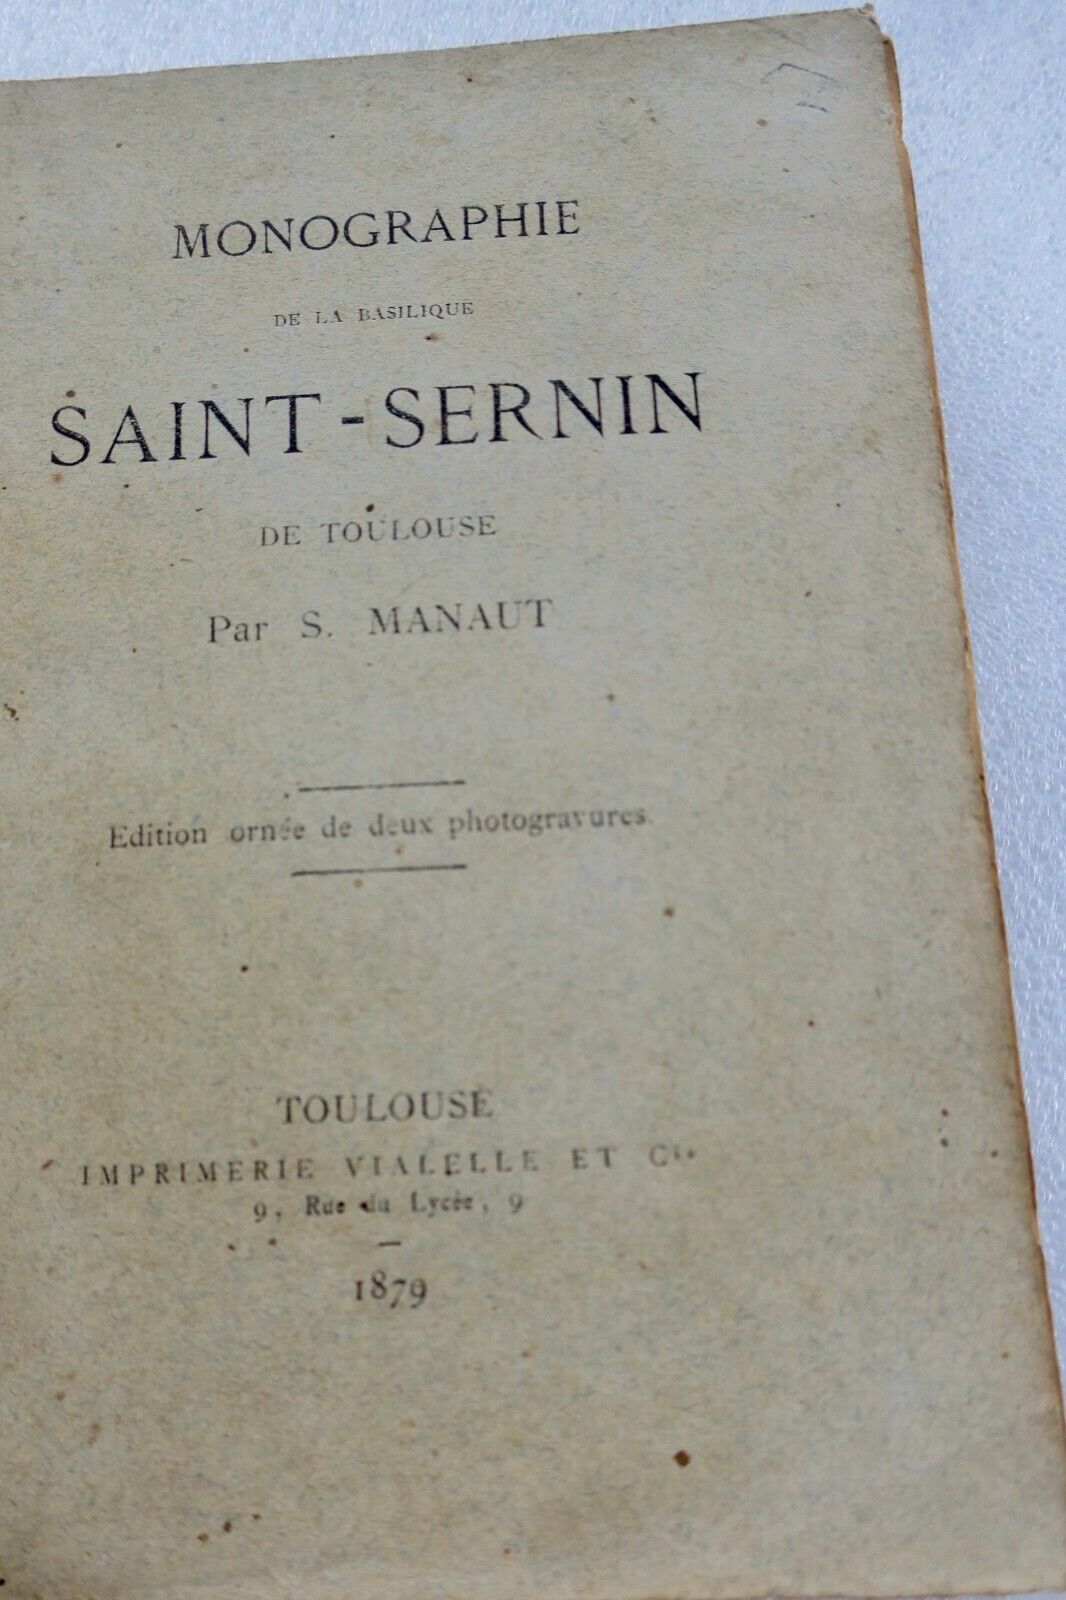 MONOGRAPHIE
DE LA BASILIQUE
SAINT-SERNIN
DE TOULOUSE
Par S. MANAUT
Edition ornée de deux photogravures.
TOULOUSE
IMPRIMERIE VIALELLE ET Cie
9, Rue du Lycée, 9
1879